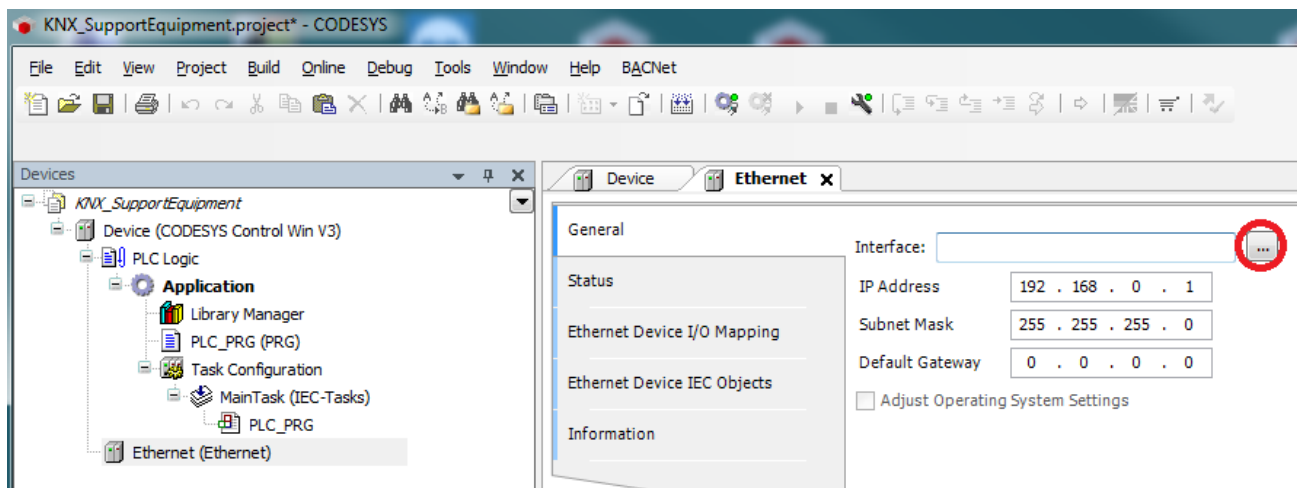 KNX_SupportEquipment.project* - CODESYS
File Edit View Project Build Online Debug Tools Window Help BACNet
Devices
KNX_SupportEquipment
Device (CODESYS Control Win V3)
PLC Logic
Application
Library Manager
PLC_PRG (PRG)
Task Configuration
MainTask (IEC-Tasks)
PLC_PRG
Ethernet (Ethernet)
Device Ethernet
General
Status
Ethernet Device I/O Mapping
Ethernet Device IEC Objects
Information
Interface: ...
IP Address 192 . 168 . 0 . 1
Subnet Mask 255 . 255 . 255 . 0
Default Gateway 0 . 0 . 0 . 0
Adjust Operating System Settings